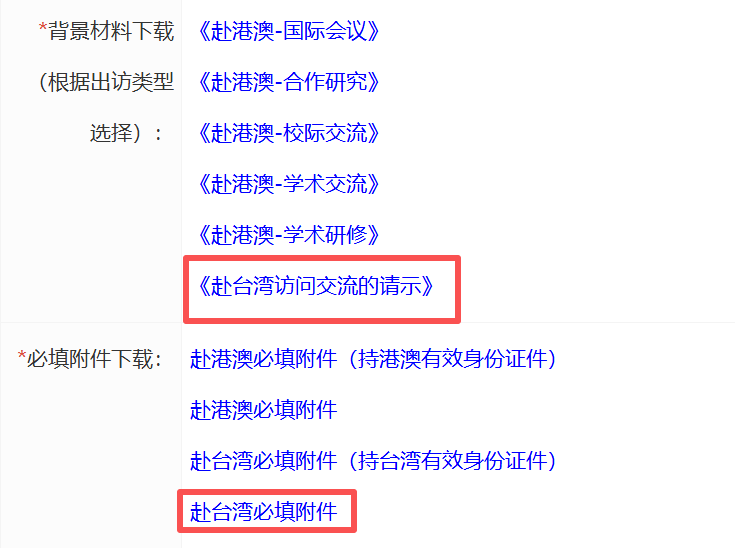 *背景材料下载 《赴港澳-国际会议》
（根据出访类型 《赴港澳-合作研究》
选择）： 《赴港澳-校际交流》
《赴港澳-学术交流》
《赴港澳-学术研修》
《赴台湾访问交流的请示》
*必填附件下载： 赴港澳必填附件（持港澳有效身份证件）
赴港澳必填附件
赴台湾必填附件（持台湾有效身份证件）
赴台湾必填附件